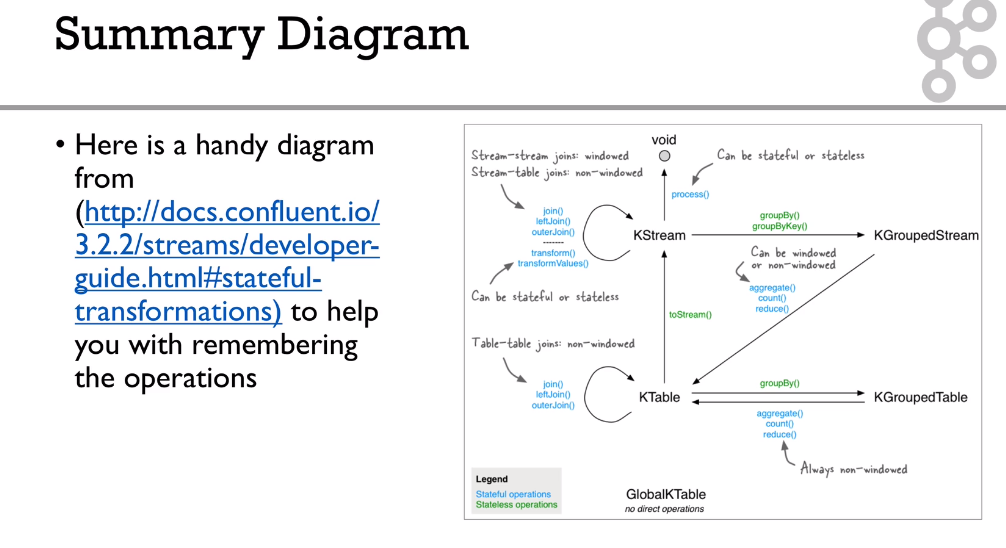 Summary Diagram
• Here is a handy diagram
from
(http://docs.confluent.io/
3.2.2/streams/developer-
guide.html#stateful-
transformations) to help
you with remembering
the operations
void
Stream-stream joins: windowed
Stream-table joins: non-windowed
Can be stateful or stateless
process()
join()
leftJoin()
outerJoin()
-------
transform()
transformValues()
Can be stateful or stateless
KStream
groupBy()
groupByKey()
KGroupedStream
Can be windowed
or non-windowed
aggregate()
count()
reduce()
toStream()
Table-table joins: non-windowed
join()
leftJoin()
outerJoin()
KTable
groupBy()
KGroupedTable
aggregate()
count()
reduce()
Always non-windowed
Legend
Stateful operations
Stateless operations
GlobalKTable
no direct operations